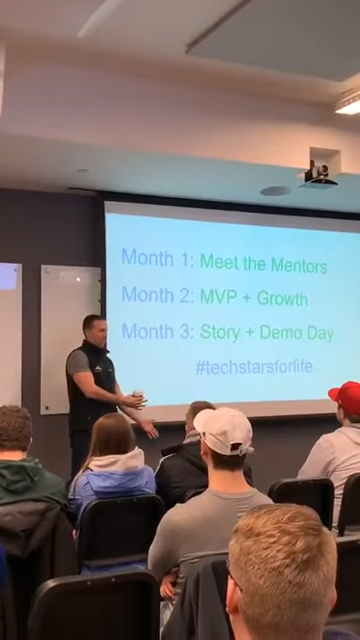 Month 1: Meet the Mentors
Month 2: MVP + Growth
Month 3: Story + Demo Day
#techstarsforlife